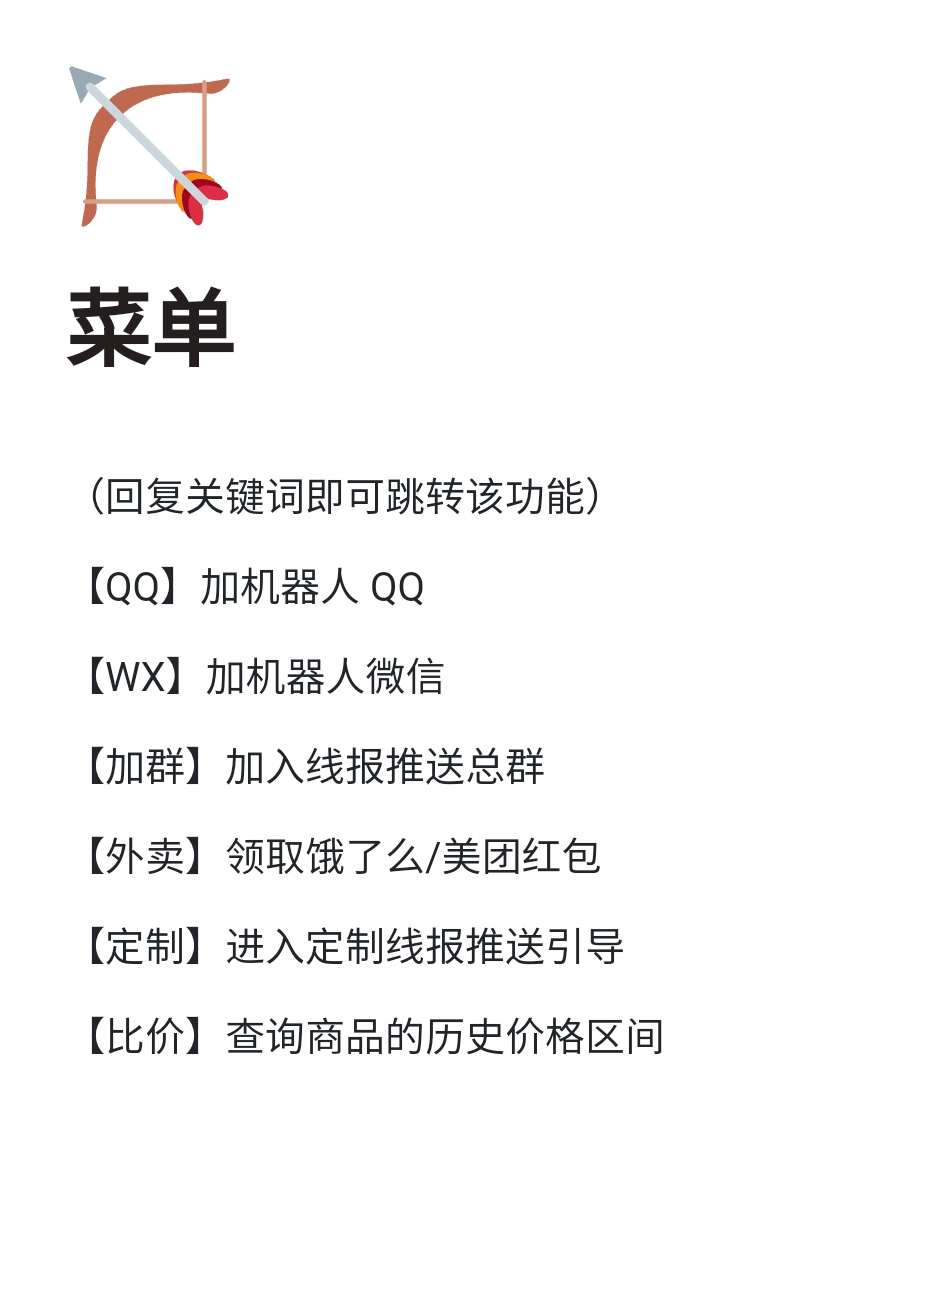 菜单
（回复关键词即可跳转该功能）
【QQ】加机器人 QQ
【WX】加机器人微信
【加群】加入线报推送总群
【外卖】领取饿了么/美团红包
【定制】进入定制线报推送引导
【比价】查询商品的历史价格区间